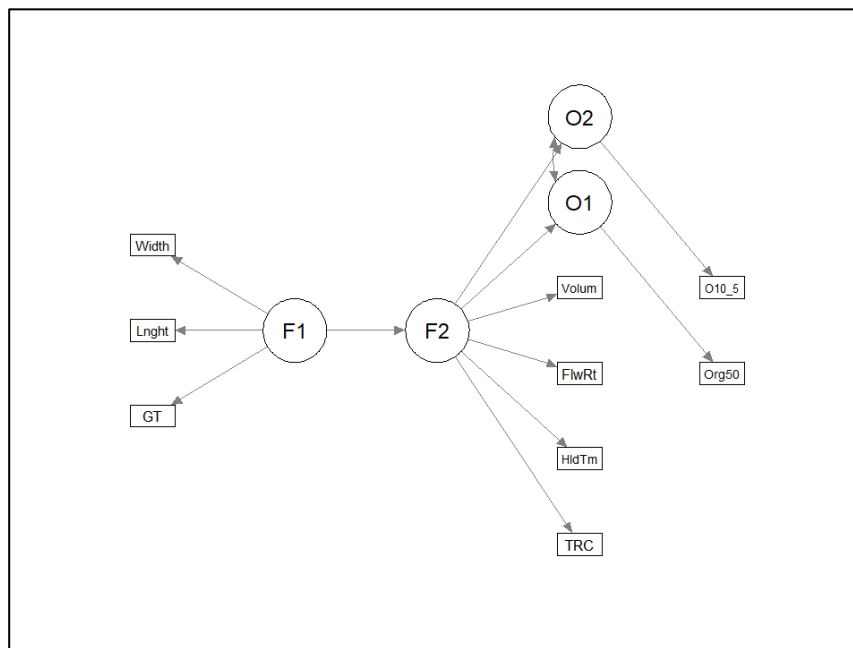 O2
O1
Width
Volum
O10_5
Lnght
F1
F2
FlwRt
Org50
GT
HldTm
TRC